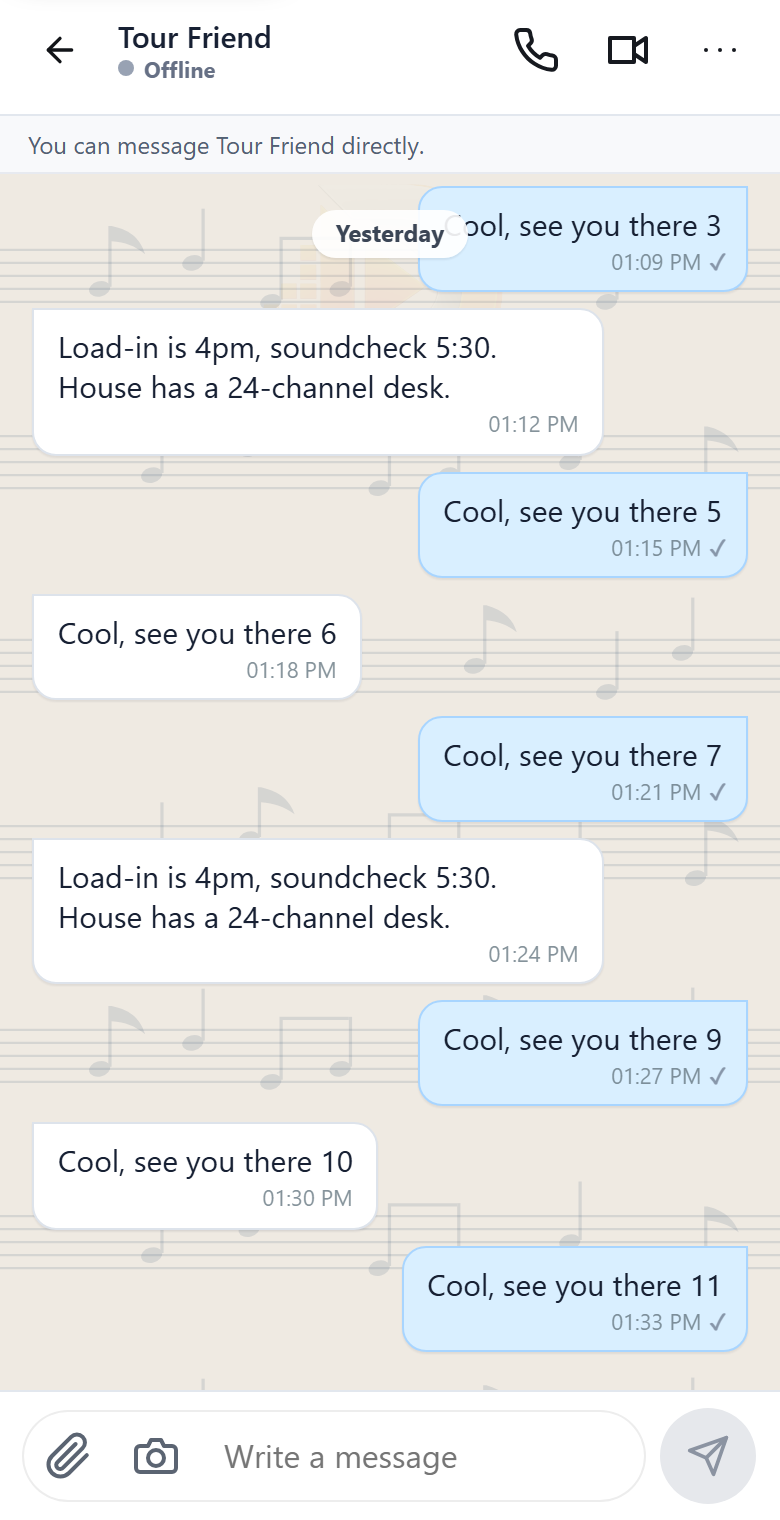 Tour Friend
Offline
You can message Tour Friend directly.
Yesterday
Cool, see you there 3
01:09 PM ✓
Load-in is 4pm, soundcheck 5:30.
House has a 24-channel desk.
01:12 PM
Cool, see you there 5
01:15 PM ✓
Cool, see you there 6
01:18 PM
Cool, see you there 7
01:21 PM ✓
Load-in is 4pm, soundcheck 5:30.
House has a 24-channel desk.
01:24 PM
Cool, see you there 9
01:27 PM ✓
Cool, see you there 10
01:30 PM
Cool, see you there 11
01:33 PM ✓
Write a message